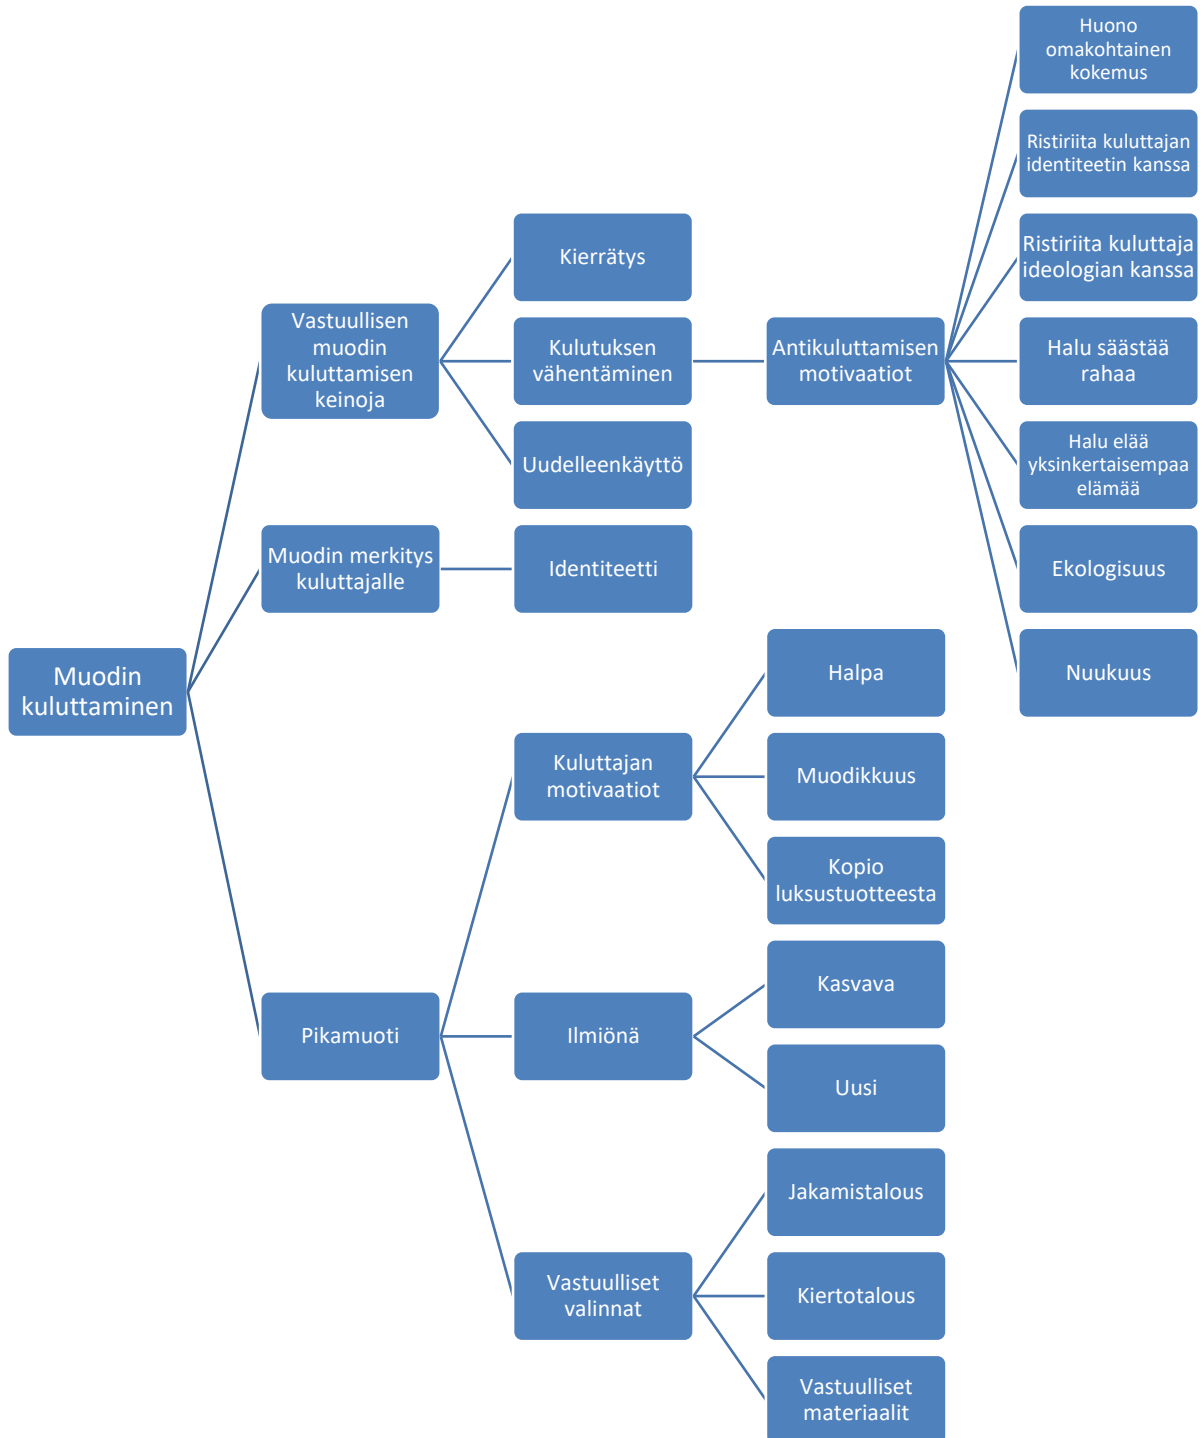 Muodin
kuluttaminen
Vastuullisen
muodin
kuluttamisen
keinoja
Kierrätys
Kulutuksen
vähentäminen
Antikuluttamisen
motivaatiot
Huono
omakohtainen
kokemus
Ristiriita kuluttajan
identiteetin kanssa
Ristiriita kuluttaja
ideologian kanssa
Halu säästää
rahaa
Halu elää
yksinkertaisempaa
elämää
Ekologisuus
Nuukuus
Uudelleenkäyttö
Muodin merkitys
kuluttajalle
Identiteetti
Pikamuoti
Kuluttajan
motivaatiot
Halpa
Muodikkuus
Kopio
luksustuotteesta
Ilmiönä
Kasvava
Uusi
Vastuulliset
valinnat
Jakamistalous
Kiertotalous
Vastuulliset
materiaalit